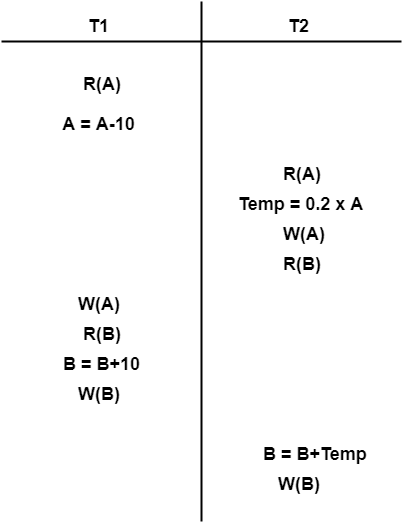 T1 T2
R(A)
A = A-10
R(A)
Temp = 0.2 x A
W(A)
R(B)
W(A)
R(B)
B = B+10
W(B)
B = B+Temp
W(B)